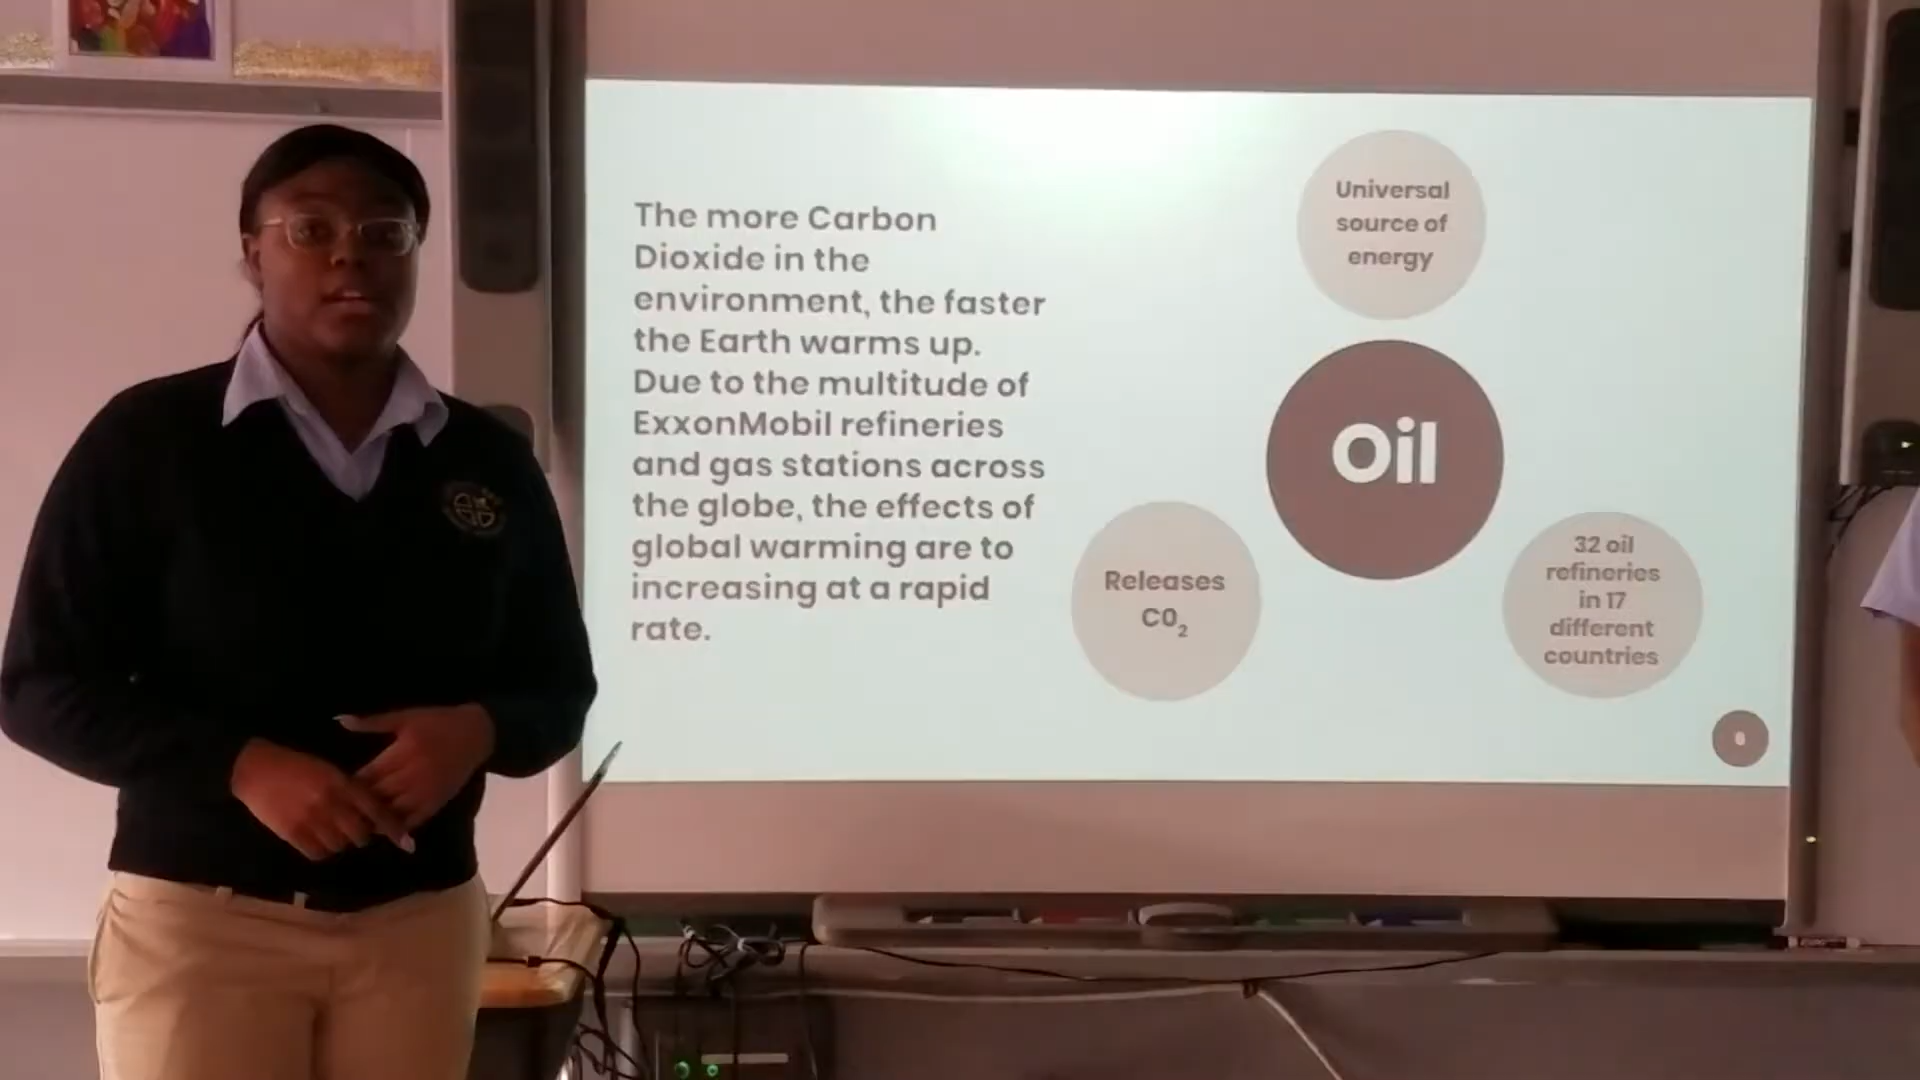 The more Carbon
Dioxide in the
environment, the faster
the Earth warms up.
Due to the multitude of
ExxonMobil refineries
and gas stations across
the globe, the effects of
global warming are to
increasing at a rapid
rate.
Universal
source of
energy
Oil
Releases
C0₂
32 oil
refineries
in 17
different
countries